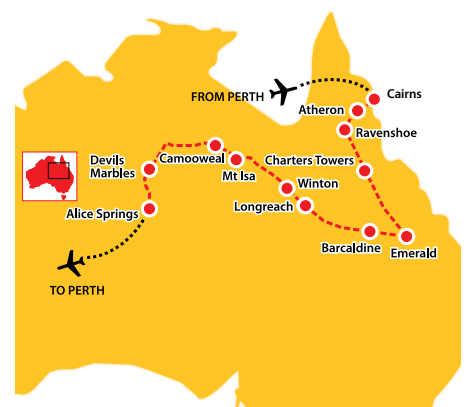 FROM PERTH
Cairns
Atheron
Ravenshoe
Devils
Marbles
Camooweal
Mt Isa
Charters Towers
Winton
Alice Springs
Longreach
Barcaldine
Emerald
TO PERTH